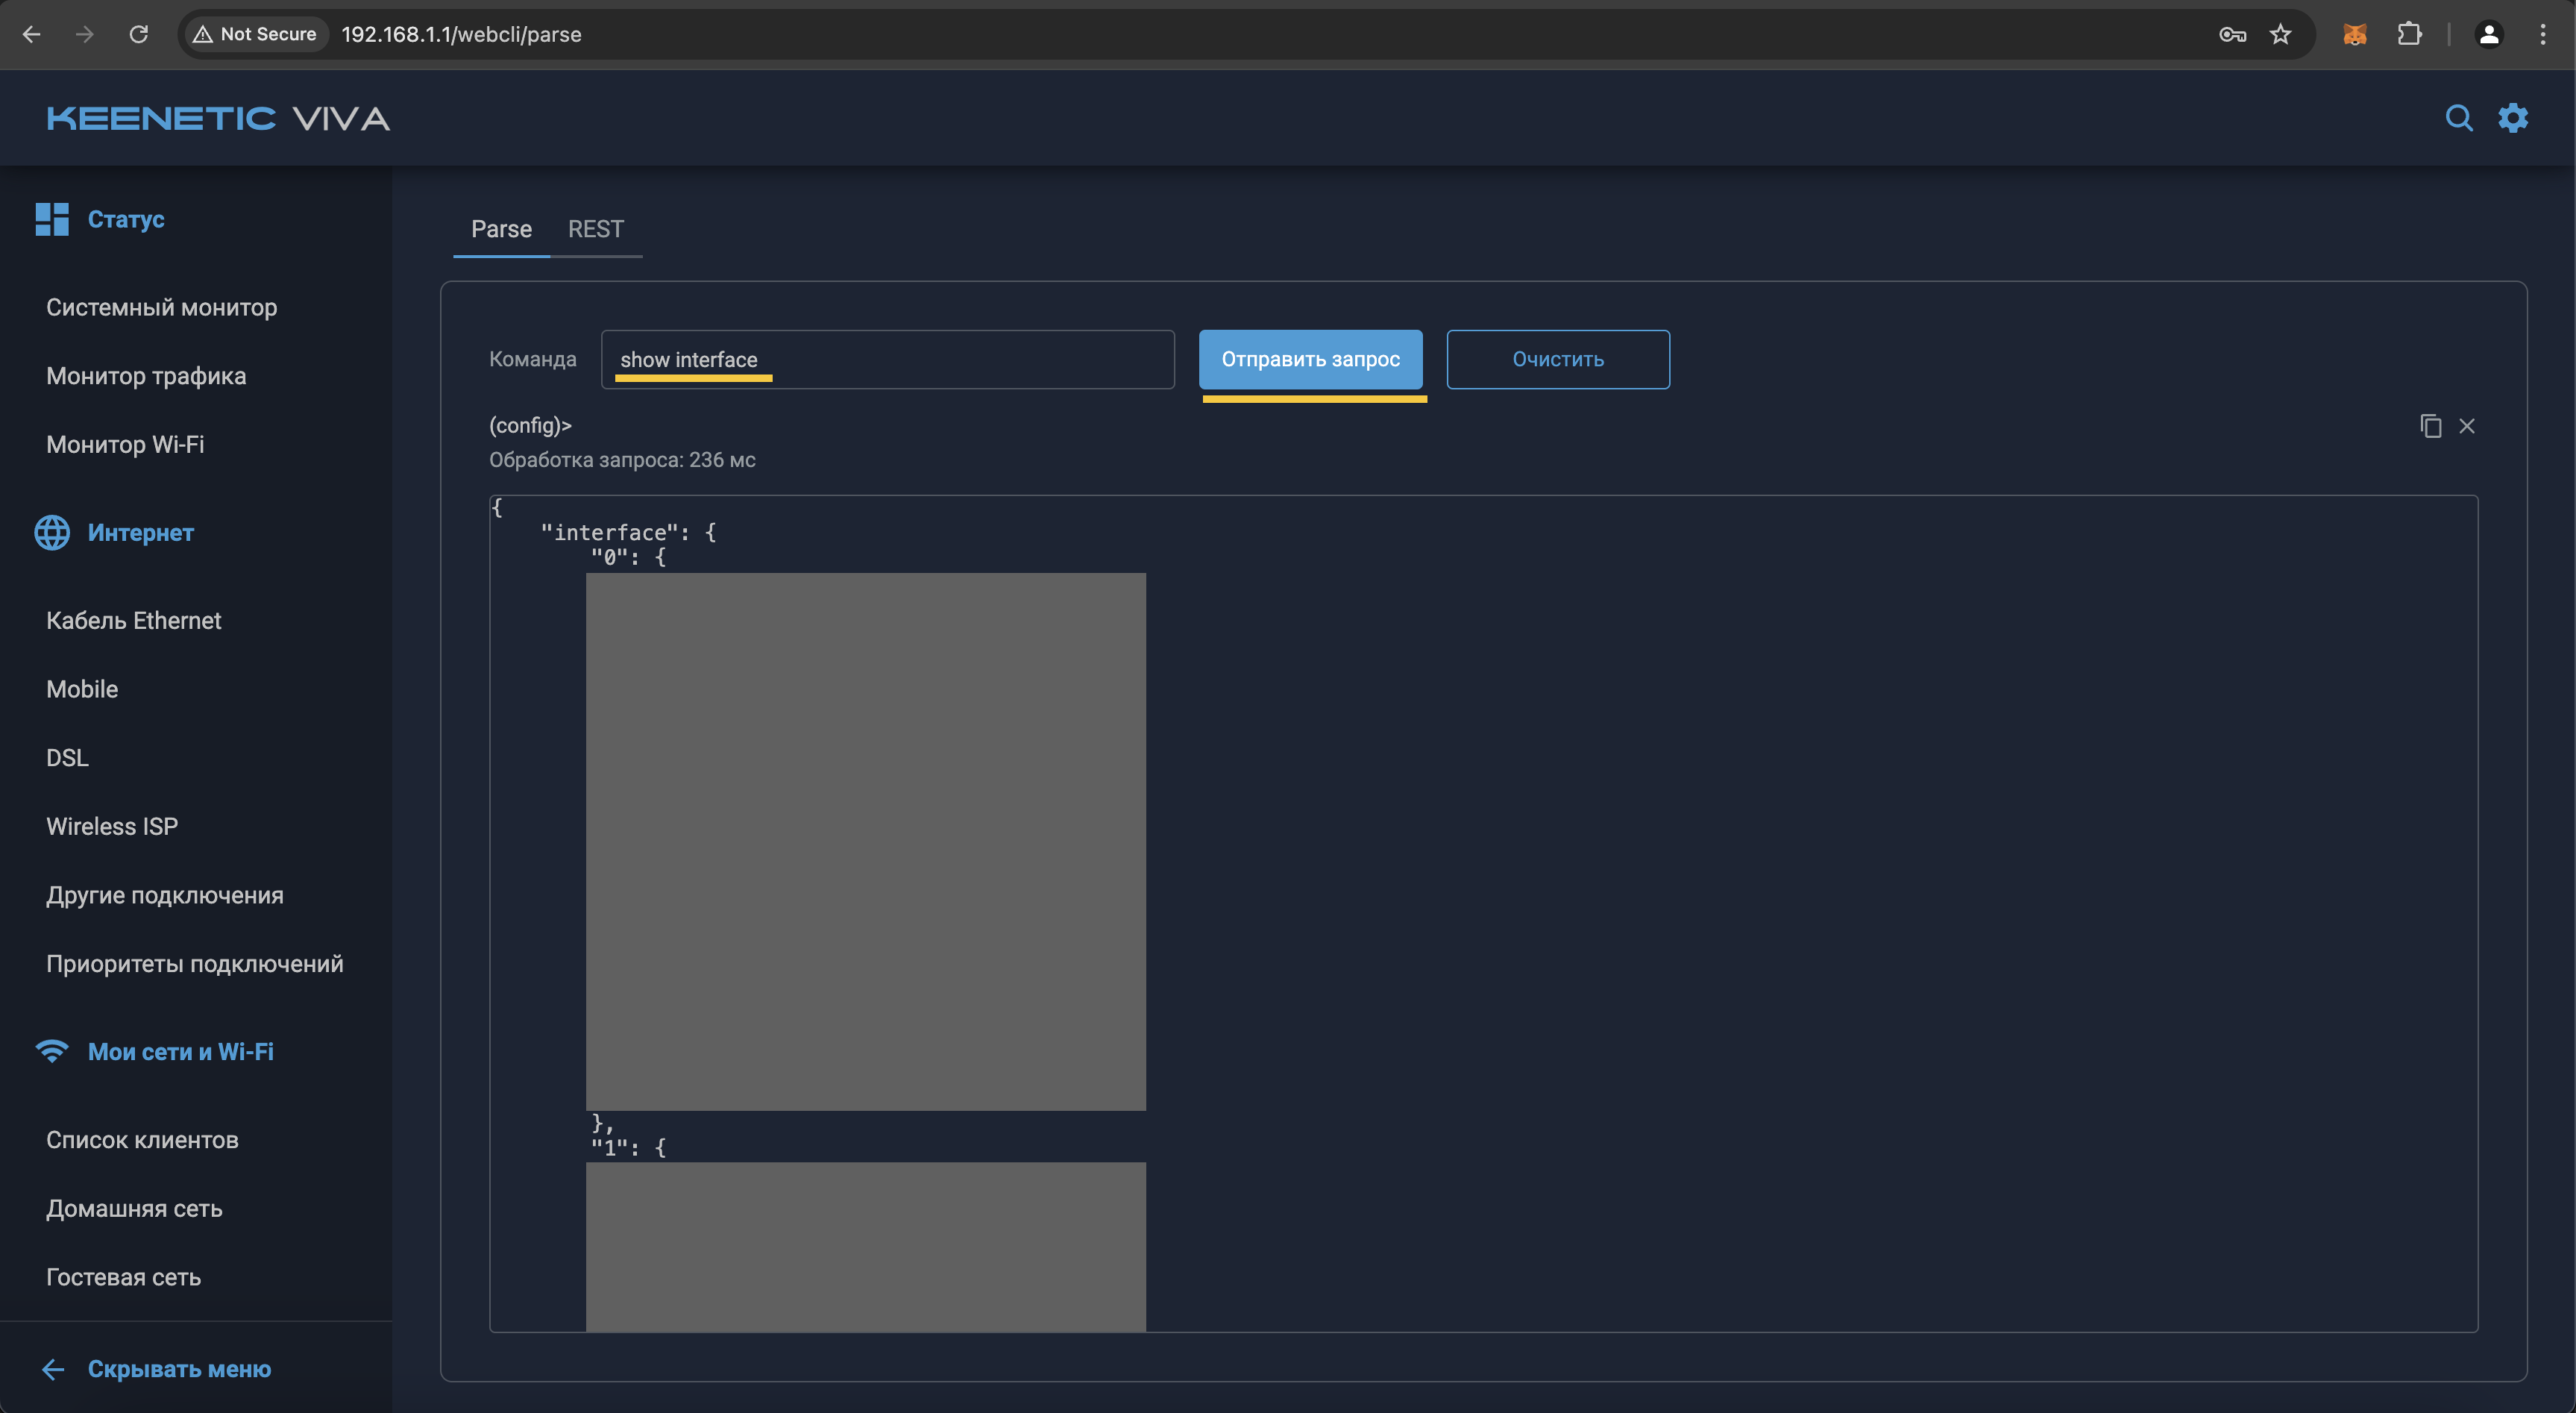 Not Secure 192.168.1.1/webcli/parse
KEENETIC VIVA
Статус
Системный монитор
Монитор трафика
Монитор Wi-Fi
Интернет
Кабель Ethernet
Mobile
DSL
Wireless ISP
Другие подключения
Приоритеты подключений
Мои сети и Wi-Fi
Список клиентов
Домашняя сеть
Гостевая сеть
Скрывать меню
Parse REST
Команда show interface Отправить запрос Очистить
(config)>
Обработка запроса: 236 мс
{
"interface": {
"0": {
},
"1": {